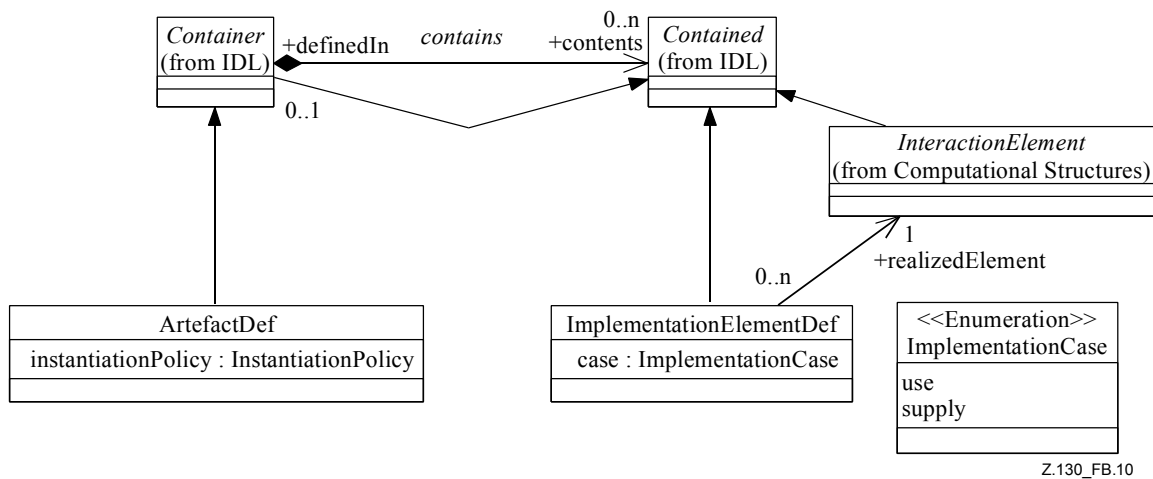 Container
(from IDL)
+definedIn
contains
0..n
+contents
Contained
(from IDL)
0..1
InteractionElement
(from Computational Structures)
1
+realizedElement
0..n
ArtefactDef
instantiationPolicy : InstantiationPolicy
ImplementationElementDef
case : ImplementationCase
<<Enumeration>>
ImplementationCase
use
supply
Z.130_FB.10